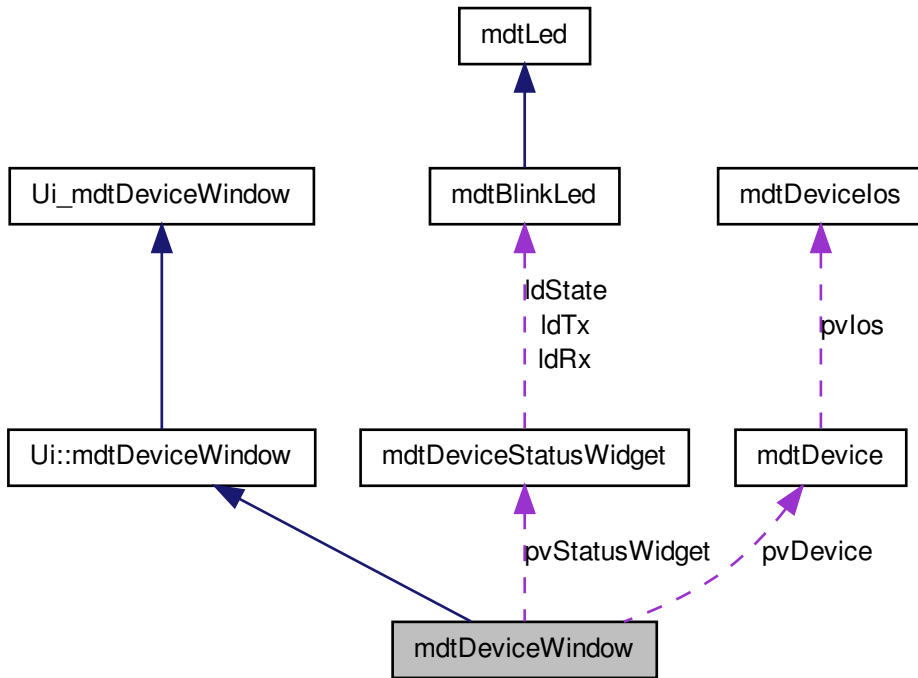 mdtLed
Ui_mdtDeviceWindow
mdtBlinkLed
mdtDeviceIos
ldState
ldTx
ldRx
pvIos
Ui::mdtDeviceWindow
mdtDeviceStatusWidget
mdtDevice
pvStatusWidget
pvDevice
mdtDeviceWindow